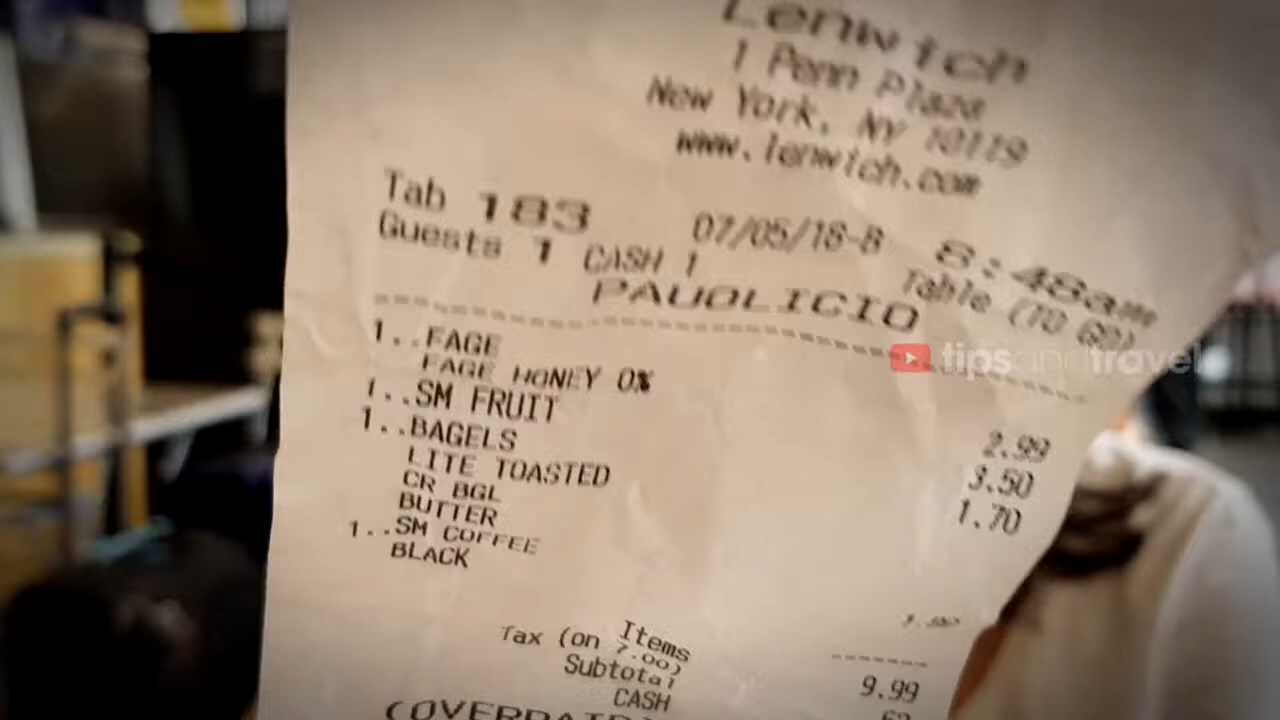 Lenwich
1 Penn Plaza
New York, NY 10119
www.lenwich.com
Tab 183 07/05/18-8 8:48am
Guests 1 CASH 1 Table (TO GO)
PAUOLICIO
1..FAGE 2.99
FAGE HONEY 0%
1..SM FRUIT 3.50
1..BAGELS 1.70
LITE TOASTED
CR BGL
BUTTER
1..SM COFFEE
BLACK
Items 9.99
Tax (on 7.00)
Subtotal
CASH
tipsandtravel